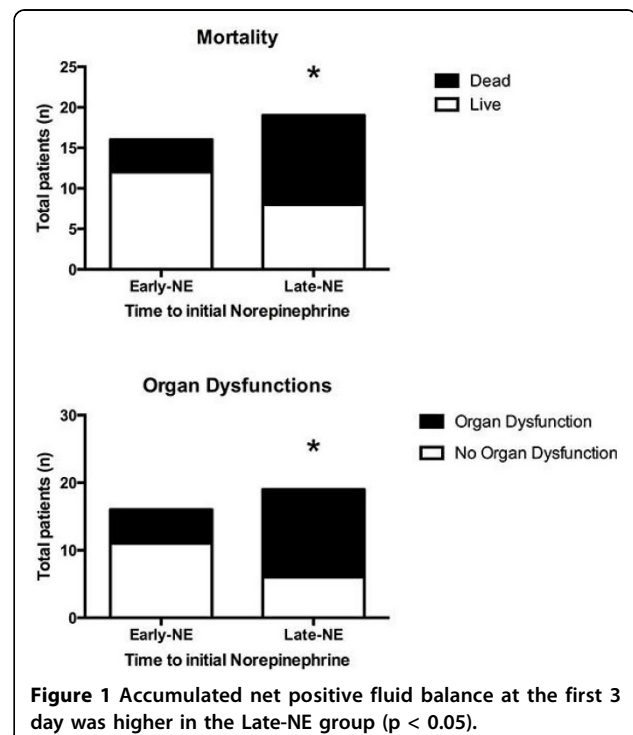 Mortality
25
20
15
10
5
0
Total patients (n)
*
Dead
Live
Early-NE
Late-NE
Time to initial Norepinephrine
Organ Dysfunctions
30
20
10
0
Total patients (n)
*
Organ Dysfunction
No Organ Dysfunction
Early-NE
Late-NE
Time to initial Norepinephrine
Figure 1 Accumulated net positive fluid balance at the first 3
day was higher in the Late-NE group (p < 0.05).